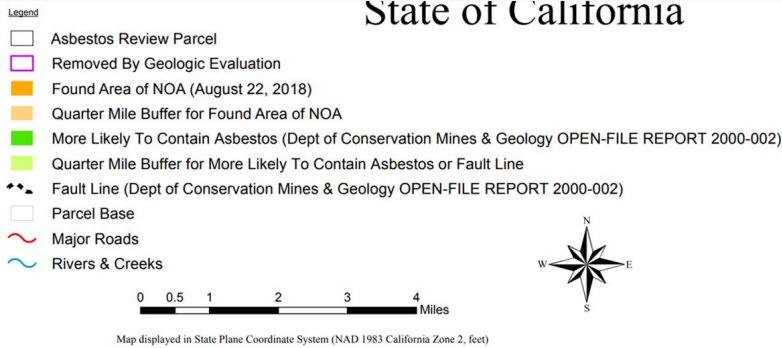 State of California
Legend
Asbestos Review Parcel
Removed By Geologic Evaluation
Found Area of NOA (August 22, 2018)
Quarter Mile Buffer for Found Area of NOA
More Likely To Contain Asbestos (Dept of Conservation Mines & Geology OPEN-FILE REPORT 2000-002)
Quarter Mile Buffer for More Likely To Contain Asbestos or Fault Line
Fault Line (Dept of Conservation Mines & Geology OPEN-FILE REPORT 2000-002)
Parcel Base
Major Roads
Rivers & Creeks
N
W E
S
0 0.5 1 2 3 4
Miles
Map displayed in State Plane Coordinate System (NAD 1983 California Zone 2, feet)